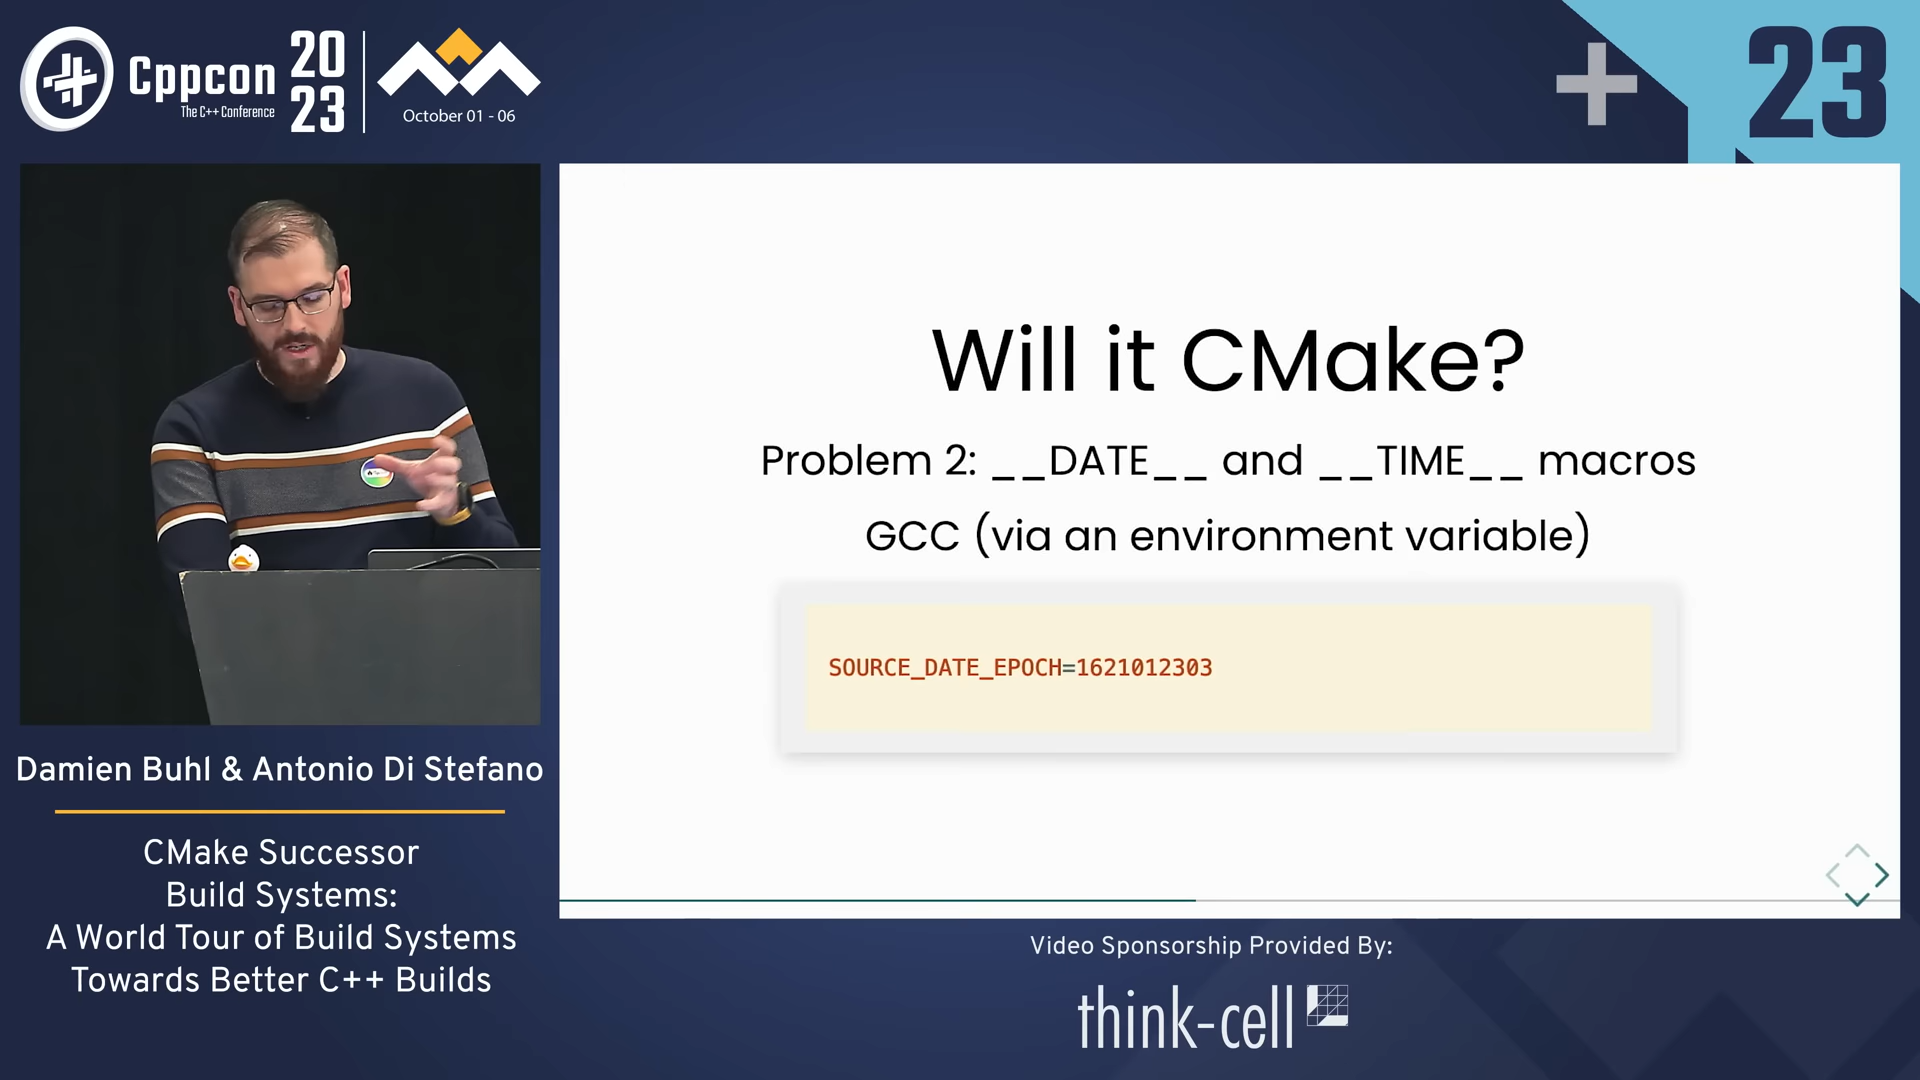 Cppcon
The C++ Conference
20
23
October 01 - 06
23
Will it CMake?
Problem 2: __DATE__ and __TIME__ macros
GCC (via an environment variable)
SOURCE_DATE_EPOCH=1621012303
Damien Buhl & Antonio Di Stefano
CMake Successor
Build Systems:
A World Tour of Build Systems
Towards Better C++ Builds
Video Sponsorship Provided By:
think-cell